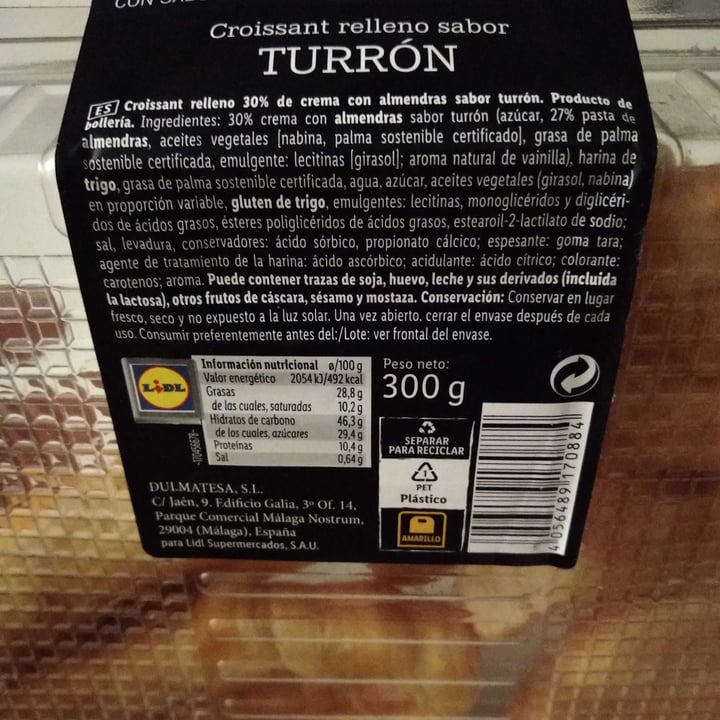 CON
Croissant relleno sabor
TURRÓN
ES Croissant relleno 30% de crema con almendras sabor turrón. Producto de
bollería. Ingredientes: 30% crema con almendras sabor turrón (azúcar, 27% pasta de
almendras, aceites vegetales [nabina, palma sostenible certificado], grasa de palma
sostenible certificada, emulgente: lecitinas [girasol]; aroma natural de vainilla), harina de
trigo, grasa de palma sostenible certificada, agua, azúcar, aceites vegetales (girasol, nabina)
en proporción variable, gluten de trigo, emulgentes: lecitinas, monoglicéridos y diglicéri-
dos de ácidos grasos, ésteres poliglicéridos de ácidos grasos, estearoil-2-lactilato de sodio;
sal, levadura, conservadores: ácido sórbico, propionato cálcico; espesante: goma tara;
agente de tratamiento de la harina: ácido ascórbico; acidulante: ácido cítrico; colorante:
carotenos; aroma. Puede contener trazas de soja, huevo, leche y sus derivados (incluida
la lactosa), otros frutos de cáscara, sésamo y mostaza. Conservación: Conservar en lugar
fresco, seco y no expuesto a la luz solar. Una vez abierto. cerrar el envase después de cada
uso. Consumir preferentemente antes del:/Lote: ver frontal del envase.
LIDL
Información nutricional ø/100 g
Valor energético 2054 kJ/492 kcal
Grasas 28,8 g
de las cuales, saturadas 10,2 g
Hidratos de carbono 46,3 g
de los cuales, azúcares 29,4 g
Proteínas 10,4 g
Sal 0,64 g
Peso neto:
300 g
SEPARAR
PARA RECICLAR
1
PET
Plástico
AMARILLO
4 056489 170884
DULMATESA, S.L.
C/ Jaén, 9. Edificio Galia, 3º Of. 14,
Parque Comercial Málaga Nostrum,
29004 (Málaga), España
para Lidl Supermercados, S.A.U.